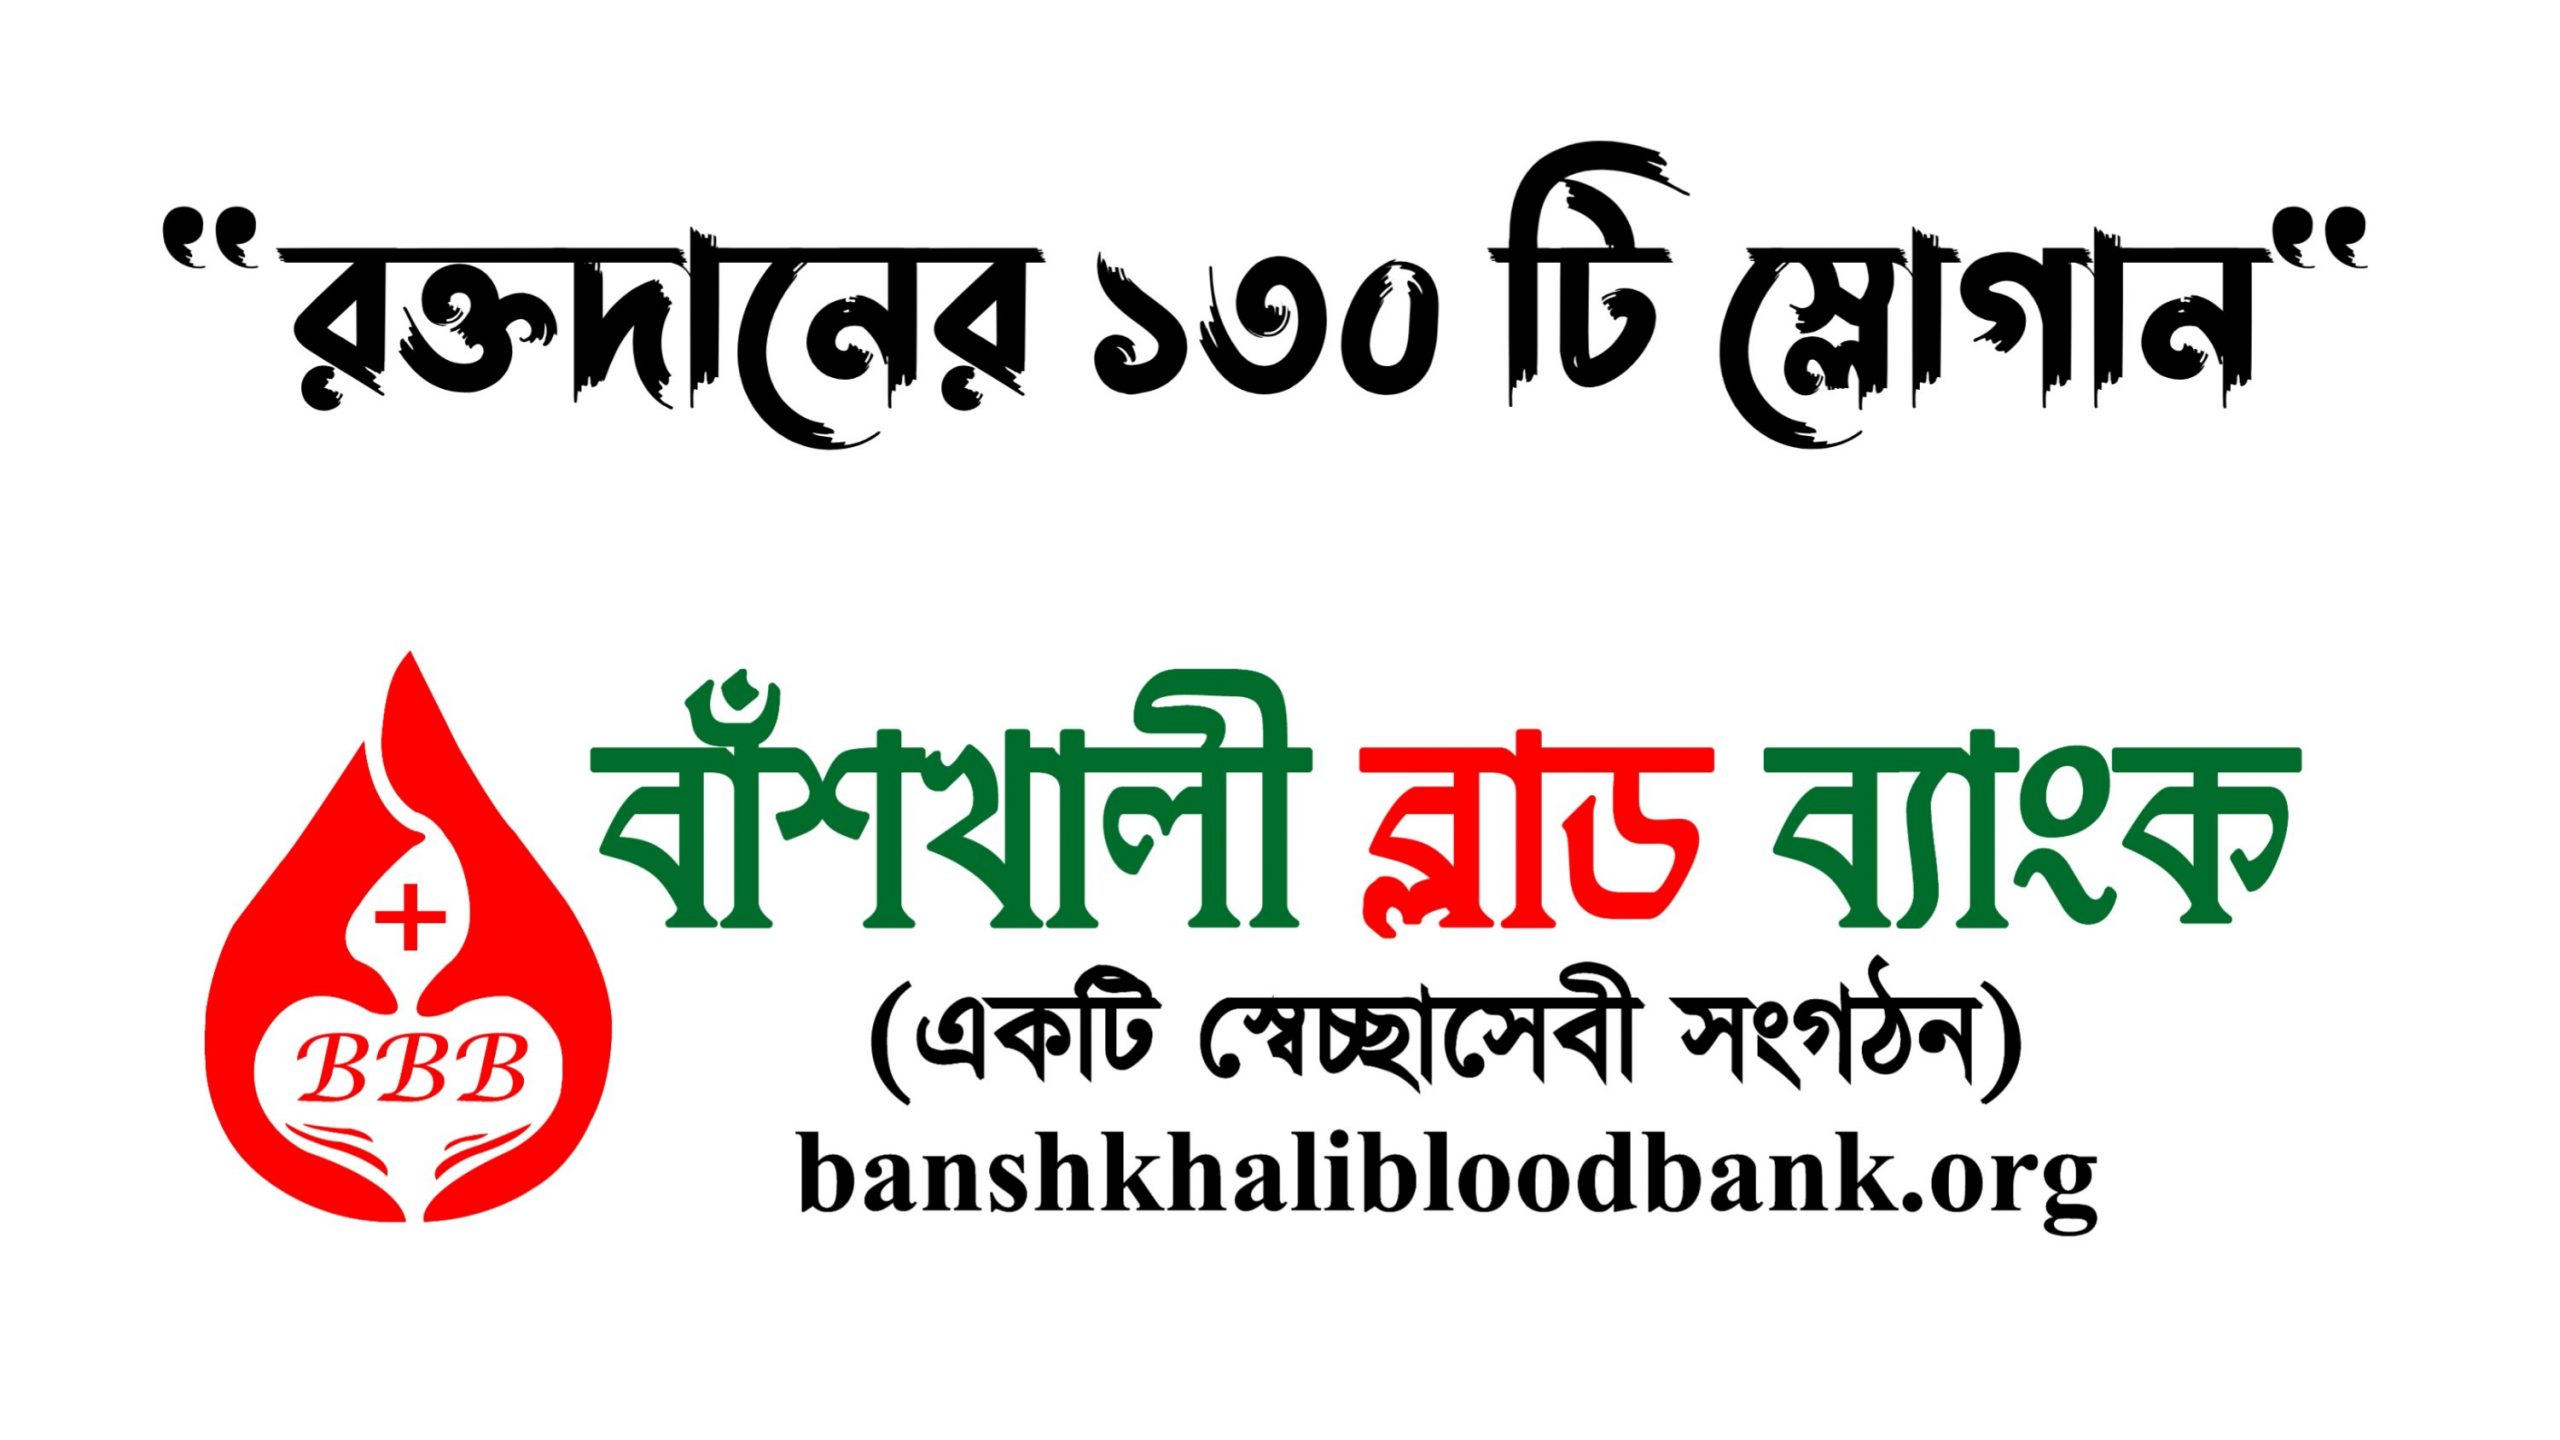 “রক্তদানের ১৩০ টি স্লোগান“
বাঁশখালী ব্লাড ব্যাংক
(একটি স্বেচ্ছাসেবী সংগঠন)
BBB
banshkhalibloodbank.org